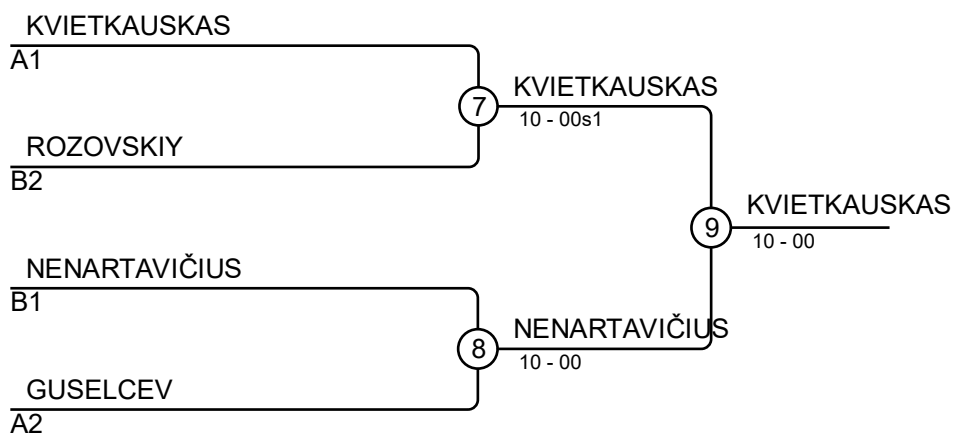 KVIETKAUSKAS
A1
7
KVIETKAUSKAS
10 - 00s1
ROZOVSKIY
B2
9
KVIETKAUSKAS
10 - 00
NENARTAVIČIUS
B1
8
NENARTAVIČIUS
10 - 00
GUSELCEV
A2